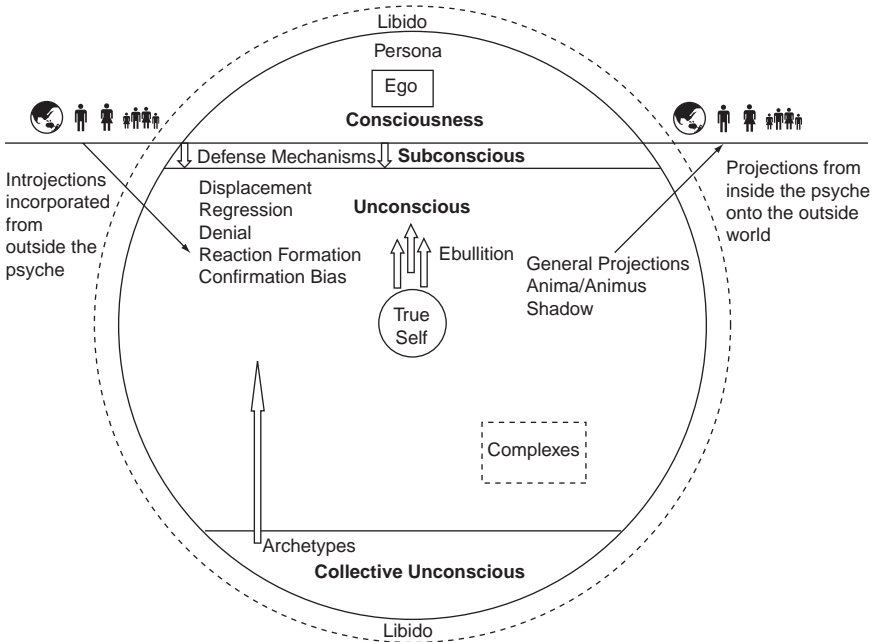 Libido
Persona
Ego
Consciousness
Defense Mechanisms
Subconscious
Introjections
incorporated
from
outside the
psyche
Displacement
Regression
Denial
Reaction Formation
Confirmation Bias
Unconscious
Ebullition
True
Self
General Projections
Anima/Animus
Shadow
Projections from
inside the psyche
onto the outside
world
Complexes
Archetypes
Collective Unconscious
Libido